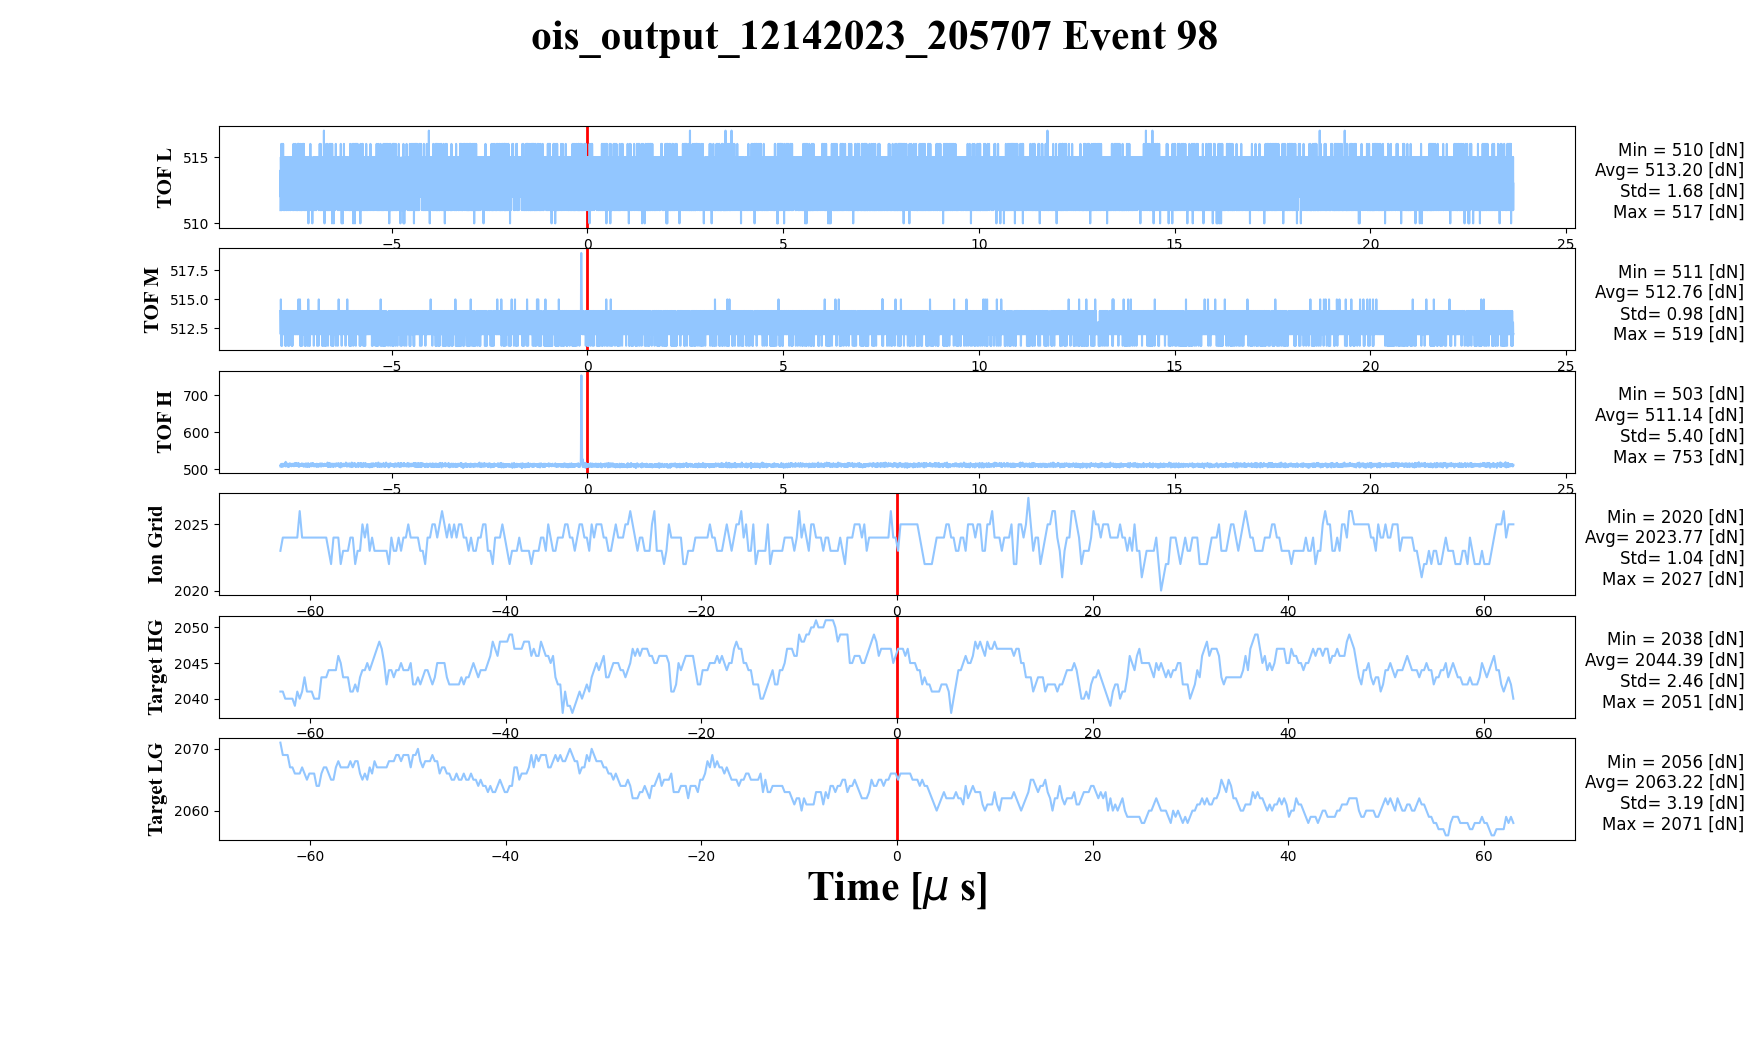 ois_output_12142023_205707 Event 98
TOF L
515
510
−5
0
5
10
15
20
25
Min = 510 [dN]
Avg= 513.20 [dN]
Std= 1.68 [dN]
Max = 517 [dN]
TOF M
517.5
515.0
512.5
−5
0
5
10
15
20
25
Min = 511 [dN]
Avg= 512.76 [dN]
Std= 0.98 [dN]
Max = 519 [dN]
TOF H
700
600
500
−5
0
5
10
15
20
25
Min = 503 [dN]
Avg= 511.14 [dN]
Std= 5.40 [dN]
Max = 753 [dN]
Ion Grid
2025
2020
−60
−40
−20
0
20
40
60
Min = 2020 [dN]
Avg= 2023.77 [dN]
Std= 1.04 [dN]
Max = 2027 [dN]
Target HG
2050
2045
2040
−60
−40
−20
0
20
40
60
Min = 2038 [dN]
Avg= 2044.39 [dN]
Std= 2.46 [dN]
Max = 2051 [dN]
Target LG
2070
2060
−60
−40
−20
0
20
40
60
Min = 2056 [dN]
Avg= 2063.22 [dN]
Std= 3.19 [dN]
Max = 2071 [dN]
Time [μ s]